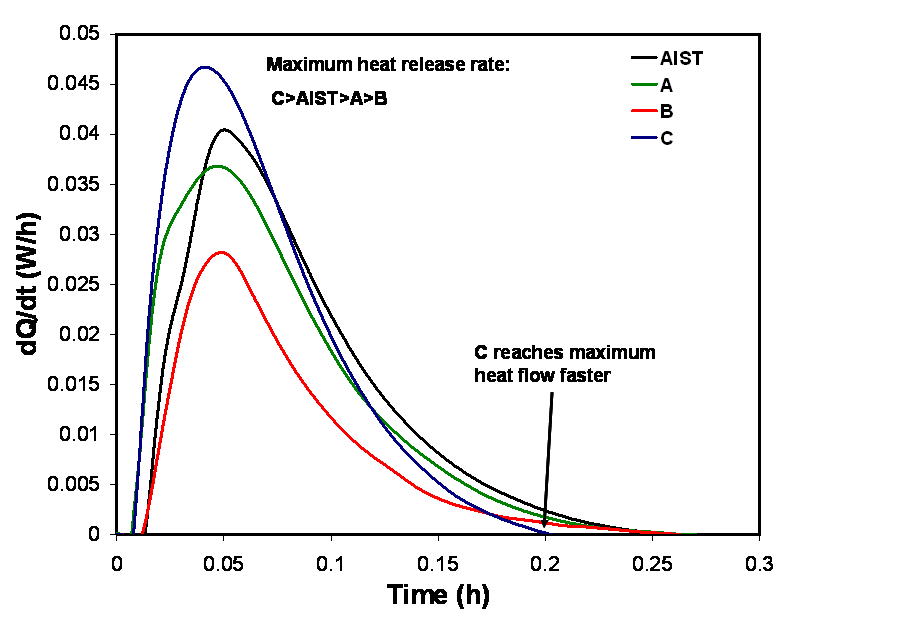 0.05
0.045
0.04
0.035
0.03
0.025
0.02
0.015
0.01
0.005
0
dQ/dt (W/h)
Maximum heat release rate:
C>AIST>A>B
AIST
A
B
C
C reaches maximum
heat flow faster
0 0.05 0.1 0.15 0.2 0.25 0.3
Time (h)